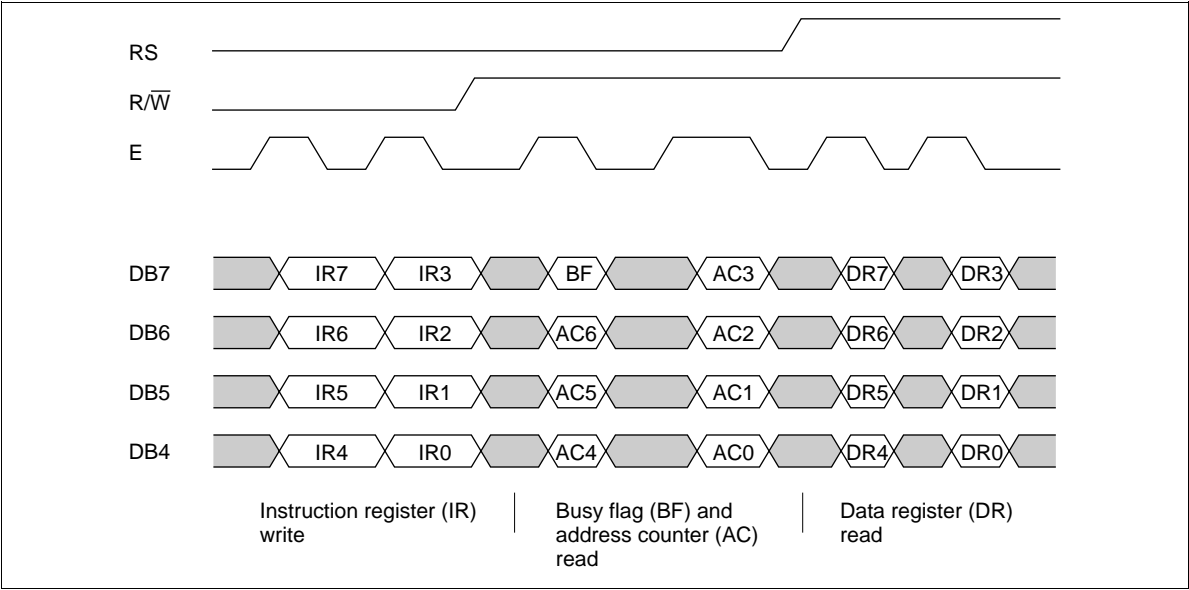 RS
R/W̅
E
DB7 IR7 IR3 BF AC3 DR7 DR3
DB6 IR6 IR2 AC6 AC2 DR6 DR2
DB5 IR5 IR1 AC5 AC1 DR5 DR1
DB4 IR4 IR0 AC4 AC0 DR4 DR0
Instruction register (IR)
write
Busy flag (BF) and
address counter (AC)
read
Data register (DR)
read